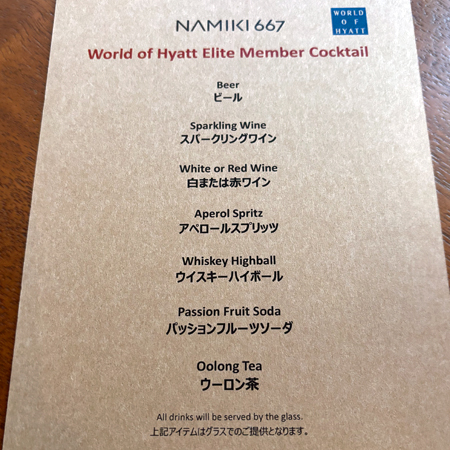 NAMIKI 667
WORLD
OF
HYATT
World of Hyatt Elite Member Cocktail
Beer
ビール
Sparkling Wine
スパークリングワイン
White or Red Wine
白または赤ワイン
Aperol Spritz
アペロールスプリッツ
Whiskey Highball
ウイスキーハイボール
Passion Fruit Soda
パッションフルーツソーダ
Oolong Tea
ウーロン茶
All drinks will be served by the glass.
上記アイテムはグラスでのご提供となります。